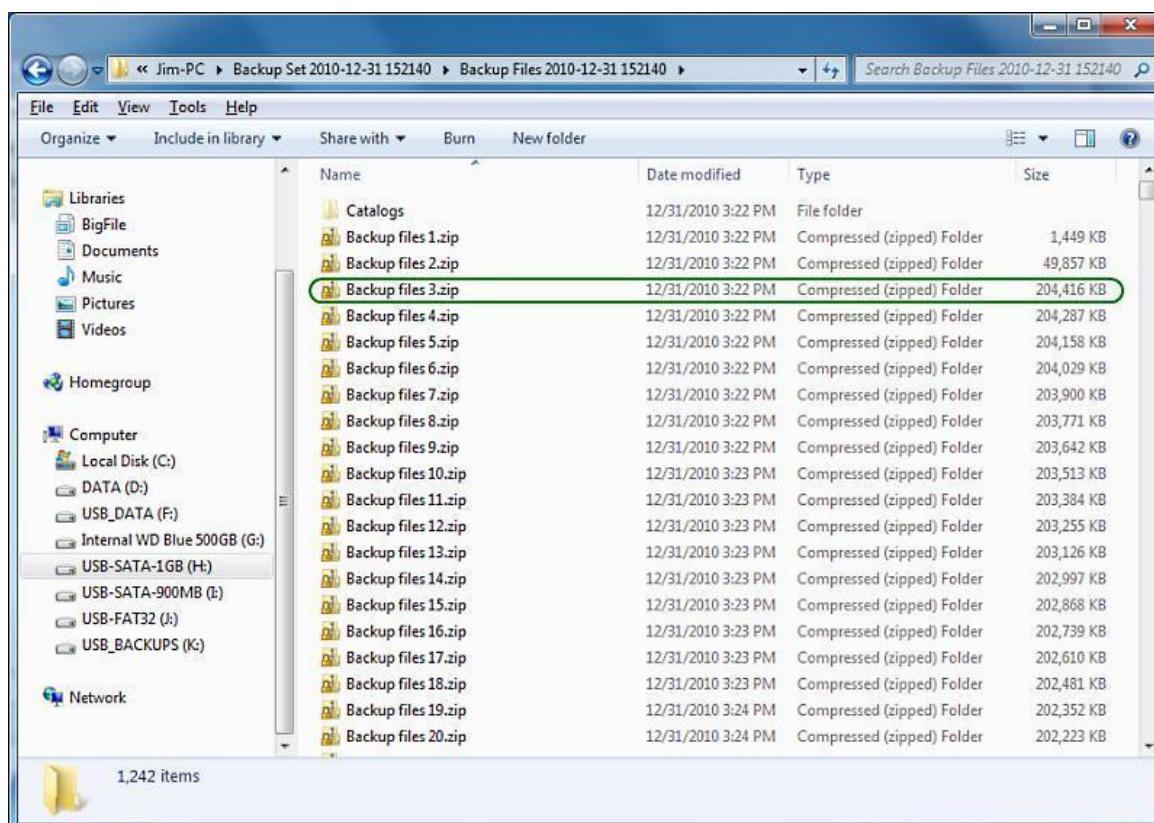 « Jim-PC ▸ Backup Set 2010-12-31 152140 ▸ Backup Files 2010-12-31 152140 ▸ Search Backup Files 2010-12-31 152140
File Edit View Tools Help
Organize Include in library Share with Burn New folder
Name Date modified Type Size
Libraries
BigFile
Documents
Music
Pictures
Videos
Homegroup
Computer
Local Disk (C:)
DATA (D:)
USB_DATA (F:)
Internal WD Blue 500GB (G:)
USB-SATA-1GB (H:)
USB-SATA-900MB (I:)
USB-FAT32 (J:)
USB_BACKUPS (K:)
Network
Catalogs 12/31/2010 3:22 PM File folder
Backup files 1.zip 12/31/2010 3:22 PM Compressed (zipped) Folder 1,449 KB
Backup files 2.zip 12/31/2010 3:22 PM Compressed (zipped) Folder 49,857 KB
Backup files 3.zip 12/31/2010 3:22 PM Compressed (zipped) Folder 204,416 KB
Backup files 4.zip 12/31/2010 3:22 PM Compressed (zipped) Folder 204,287 KB
Backup files 5.zip 12/31/2010 3:22 PM Compressed (zipped) Folder 204,158 KB
Backup files 6.zip 12/31/2010 3:22 PM Compressed (zipped) Folder 204,029 KB
Backup files 7.zip 12/31/2010 3:22 PM Compressed (zipped) Folder 203,900 KB
Backup files 8.zip 12/31/2010 3:22 PM Compressed (zipped) Folder 203,771 KB
Backup files 9.zip 12/31/2010 3:22 PM Compressed (zipped) Folder 203,642 KB
Backup files 10.zip 12/31/2010 3:23 PM Compressed (zipped) Folder 203,513 KB
Backup files 11.zip 12/31/2010 3:23 PM Compressed (zipped) Folder 203,384 KB
Backup files 12.zip 12/31/2010 3:23 PM Compressed (zipped) Folder 203,255 KB
Backup files 13.zip 12/31/2010 3:23 PM Compressed (zipped) Folder 203,126 KB
Backup files 14.zip 12/31/2010 3:23 PM Compressed (zipped) Folder 202,997 KB
Backup files 15.zip 12/31/2010 3:23 PM Compressed (zipped) Folder 202,868 KB
Backup files 16.zip 12/31/2010 3:23 PM Compressed (zipped) Folder 202,739 KB
Backup files 17.zip 12/31/2010 3:23 PM Compressed (zipped) Folder 202,610 KB
Backup files 18.zip 12/31/2010 3:23 PM Compressed (zipped) Folder 202,481 KB
Backup files 19.zip 12/31/2010 3:24 PM Compressed (zipped) Folder 202,352 KB
Backup files 20.zip 12/31/2010 3:24 PM Compressed (zipped) Folder 202,223 KB
1,242 items